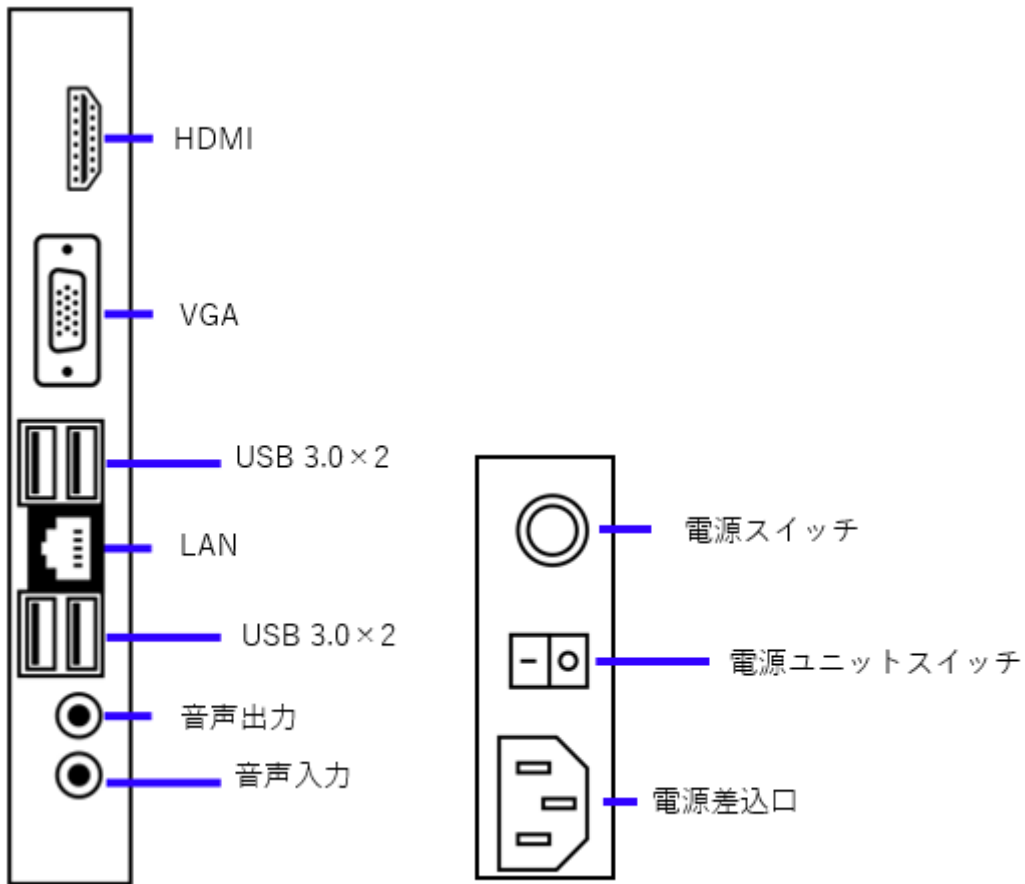 HDMI
VGA
USB 3.0×2
LAN
USB 3.0×2
音声出力
音声入力
電源スイッチ
電源ユニットスイッチ
電源差込口